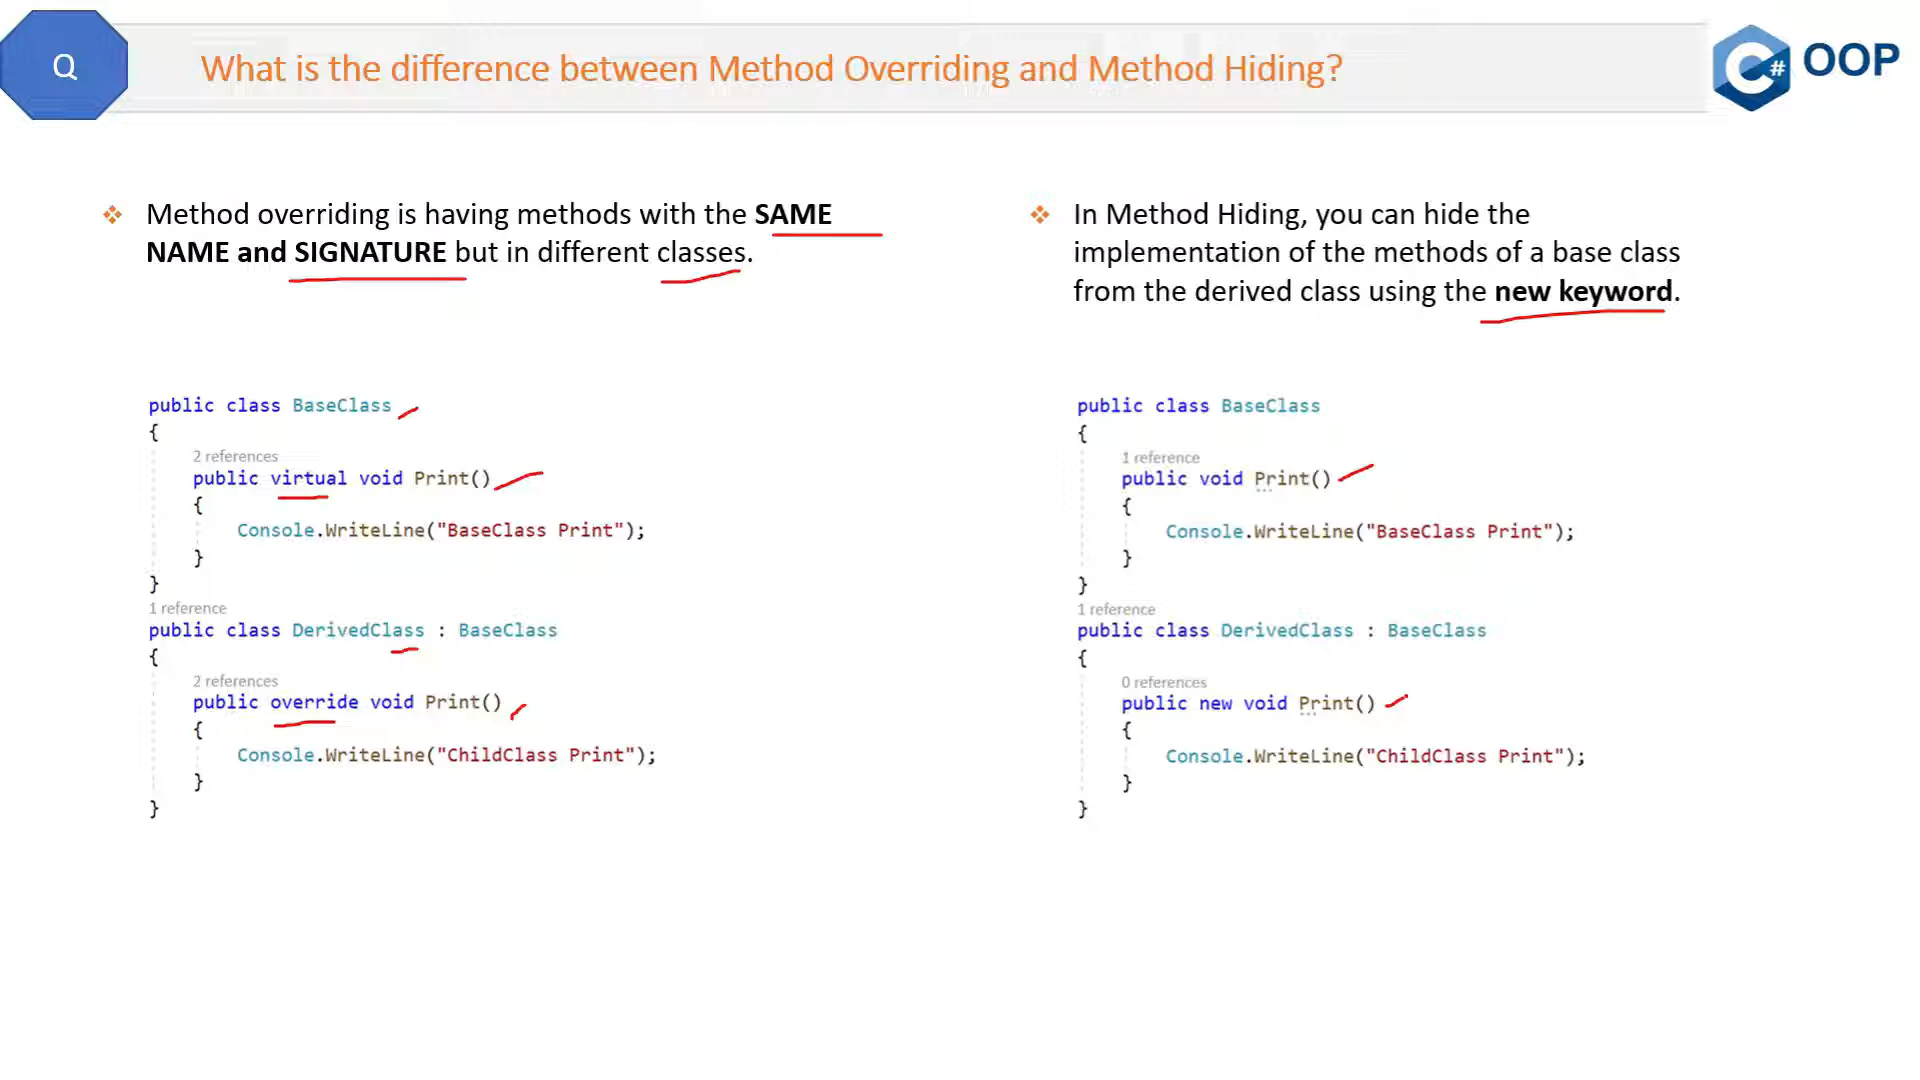 Q
What is the difference between Method Overriding and Method Hiding?
C# OOP
Method overriding is having methods with the SAME
NAME and SIGNATURE but in different classes.
public class BaseClass
{
2 references
public virtual void Print()
{
Console.WriteLine("BaseClass Print");
}
}
1 reference
public class DerivedClass : BaseClass
{
2 references
public override void Print()
{
Console.WriteLine("ChildClass Print");
}
}
In Method Hiding, you can hide the
implementation of the methods of a base class
from the derived class using the new keyword.
public class BaseClass
{
1 reference
public void Print()
{
Console.WriteLine("BaseClass Print");
}
}
1 reference
public class DerivedClass : BaseClass
{
0 references
public new void Print()
{
Console.WriteLine("ChildClass Print");
}
}